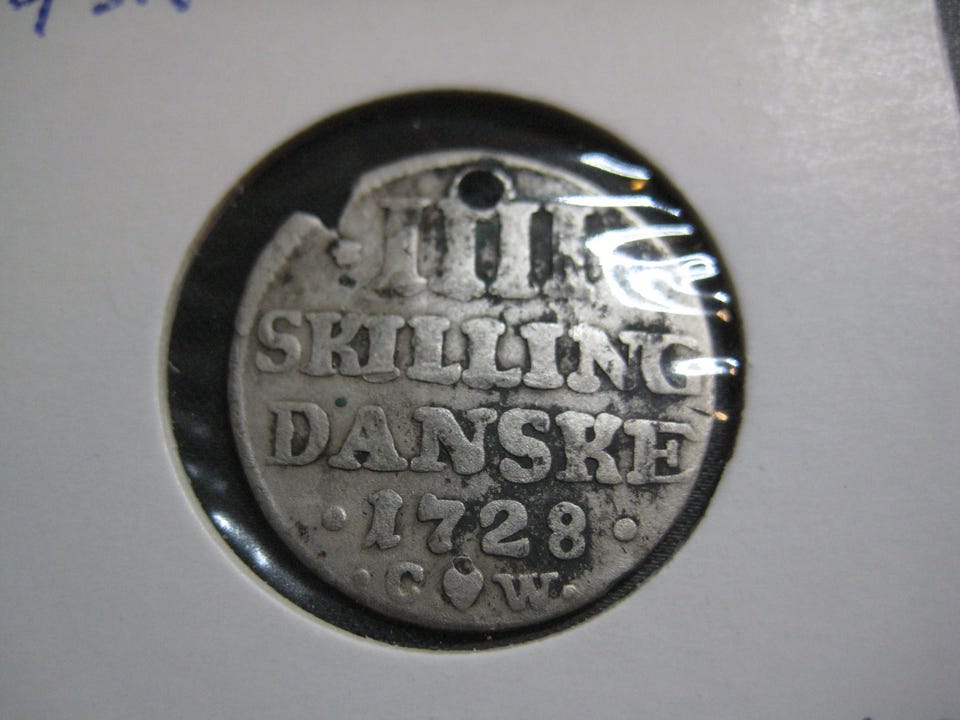 ·IIII·
SKILLING
DANSKE
·1728·
·C♥W·